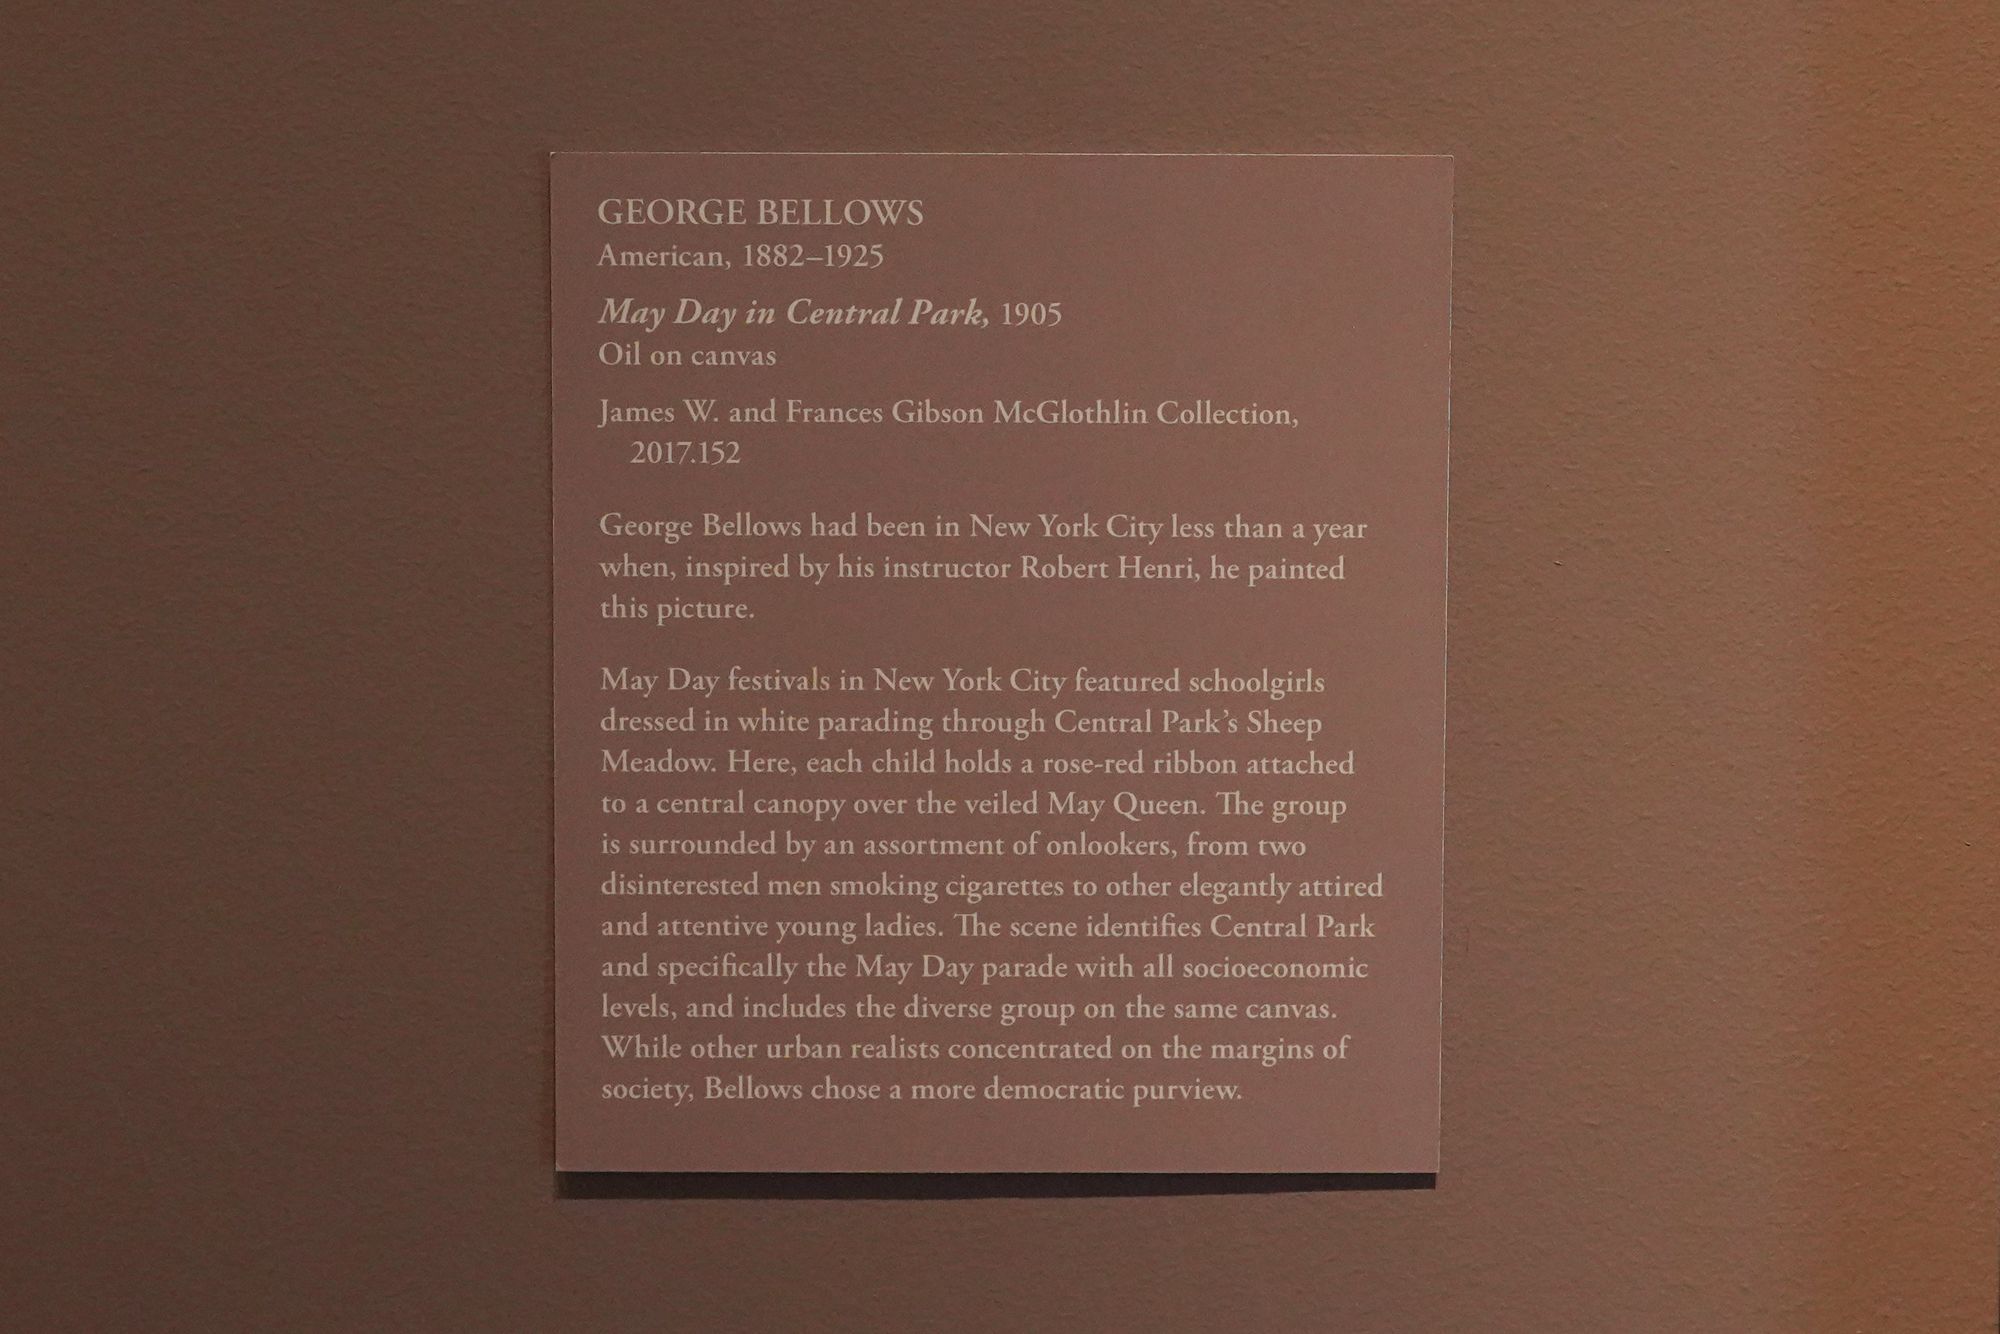 GEORGE BELLOWS
American, 1882–1925
May Day in Central Park, 1905
Oil on canvas
James W. and Frances Gibson McGlothlin Collection,
2017.152
George Bellows had been in New York City less than a year
when, inspired by his instructor Robert Henri, he painted
this picture.
May Day festivals in New York City featured schoolgirls
dressed in white parading through Central Park’s Sheep
Meadow. Here, each child holds a rose-red ribbon attached
to a central canopy over the veiled May Queen. The group
is surrounded by an assortment of onlookers, from two
disinterested men smoking cigarettes to other elegantly attired
and attentive young ladies. The scene identifies Central Park
and specifically the May Day parade with all socioeconomic
levels, and includes the diverse group on the same canvas.
While other urban realists concentrated on the margins of
society, Bellows chose a more democratic purview.